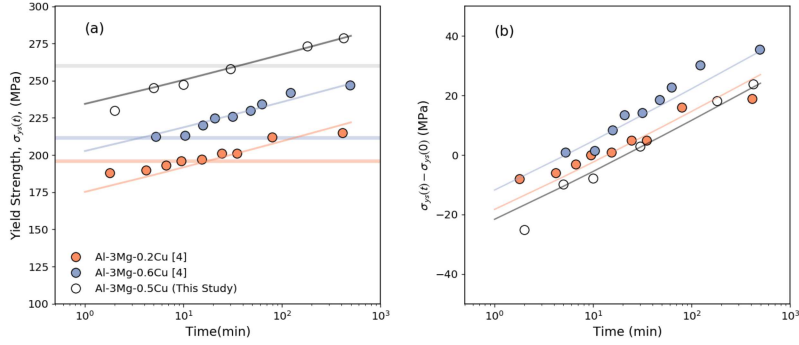 (a)
300
275
250
225
200
175
150
125
100
Yield Strength, σys(t), (MPa)
Al-3Mg-0.2Cu [4]
Al-3Mg-0.6Cu [4]
Al-3Mg-0.5Cu (This Study)
10⁰ 10¹ 10² 10³
Time(min)
(b)
40
20
0
−20
−40
σys(t) − σys(0) (MPa)
10⁰ 10¹ 10² 10³
Time (min)